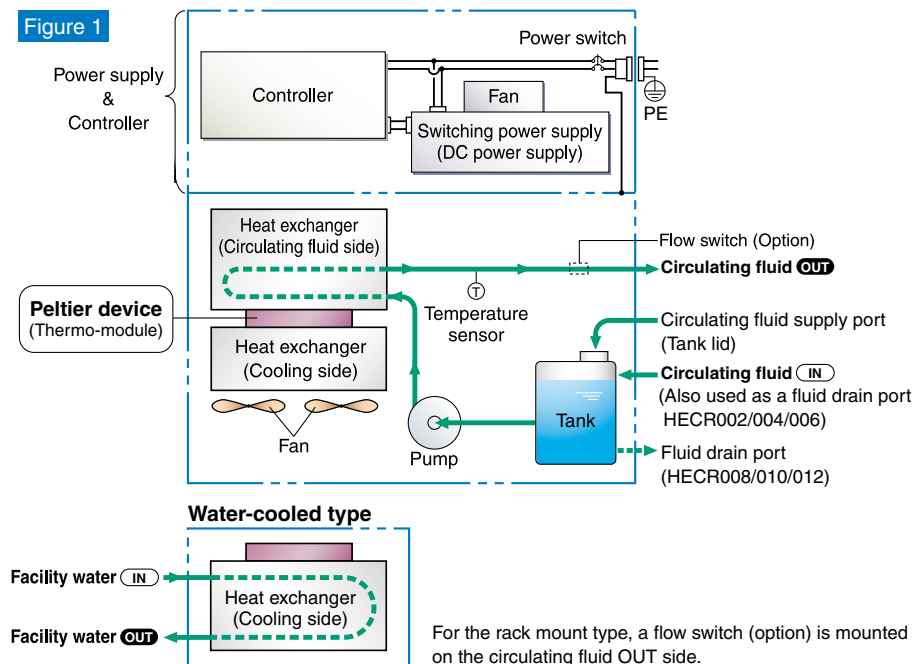 Figure 1
Power supply
&
Controller
Controller
Fan
Switching power supply
(DC power supply)
Power switch
PE
Heat exchanger
(Circulating fluid side)
Peltier device
(Thermo-module)
Heat exchanger
(Cooling side)
Fan
T
Temperature
sensor
Pump
Tank
Flow switch (Option)
Circulating fluid OUT
Circulating fluid supply port
(Tank lid)
Circulating fluid IN
(Also used as a fluid drain port
HECR002/004/006)
Fluid drain port
(HECR008/010/012)
Water-cooled type
Facility water IN
Facility water OUT
Heat exchanger
(Cooling side)
For the rack mount type, a flow switch (option) is mounted
on the circulating fluid OUT side.